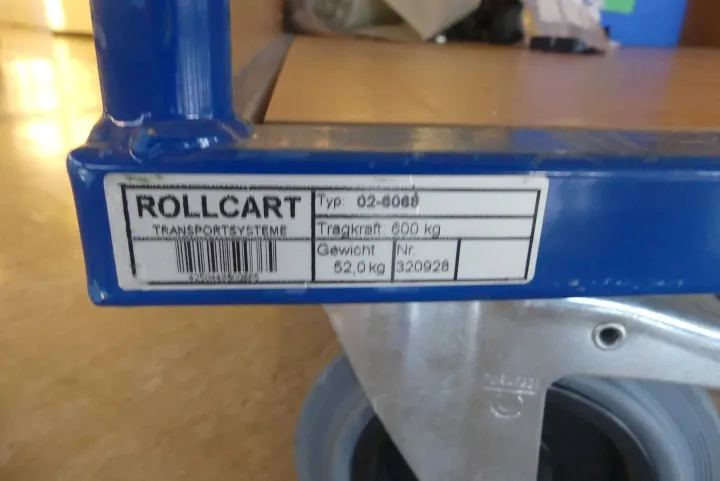 ROLLCART
TRANSPORTSYSTEME
Typ: 02-6068
Tragkraft 600 kg
Gewicht
52,0 kg
Nr.
320928